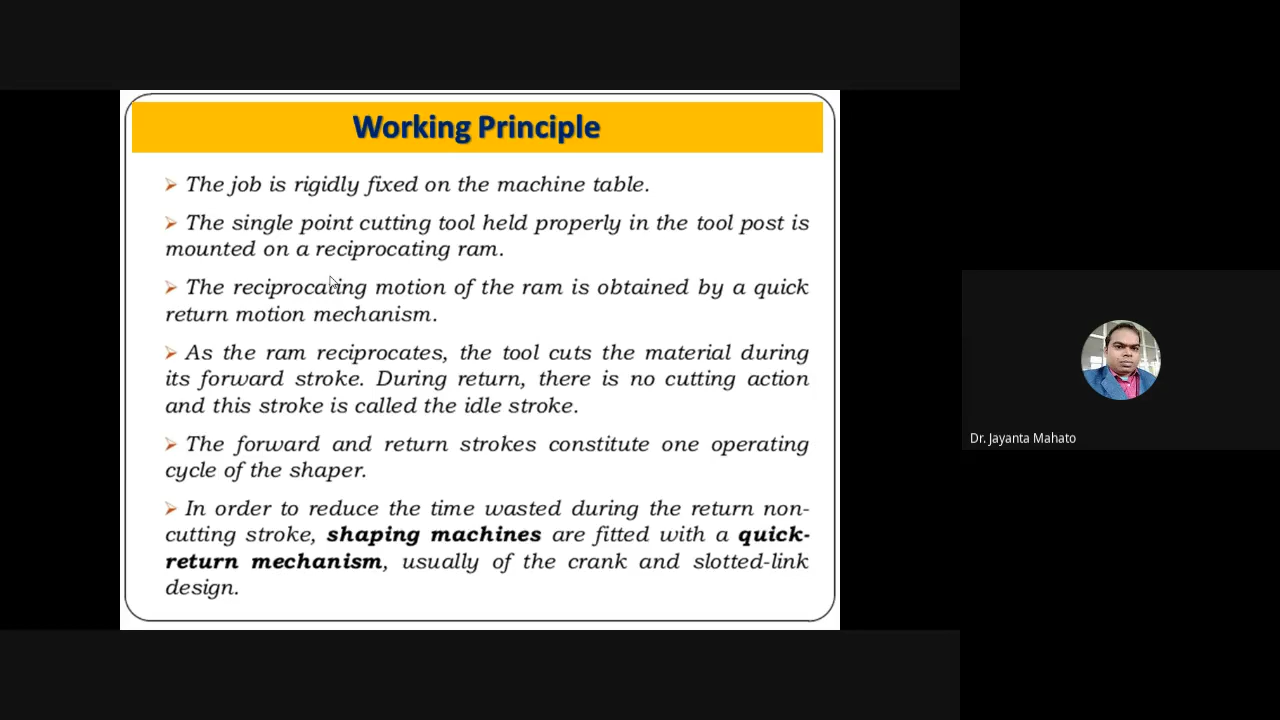 Working Principle
➢ The job is rigidly fixed on the machine table.
➢ The single point cutting tool held properly in the tool post is
mounted on a reciprocating ram.
➢ The reciprocating motion of the ram is obtained by a quick
return motion mechanism.
➢ As the ram reciprocates, the tool cuts the material during
its forward stroke. During return, there is no cutting action
and this stroke is called the idle stroke.
➢ The forward and return strokes constitute one operating
cycle of the shaper.
➢ In order to reduce the time wasted during the return non-
cutting stroke, shaping machines are fitted with a quick-
return mechanism, usually of the crank and slotted-link
design.
Dr. Jayanta Mahato